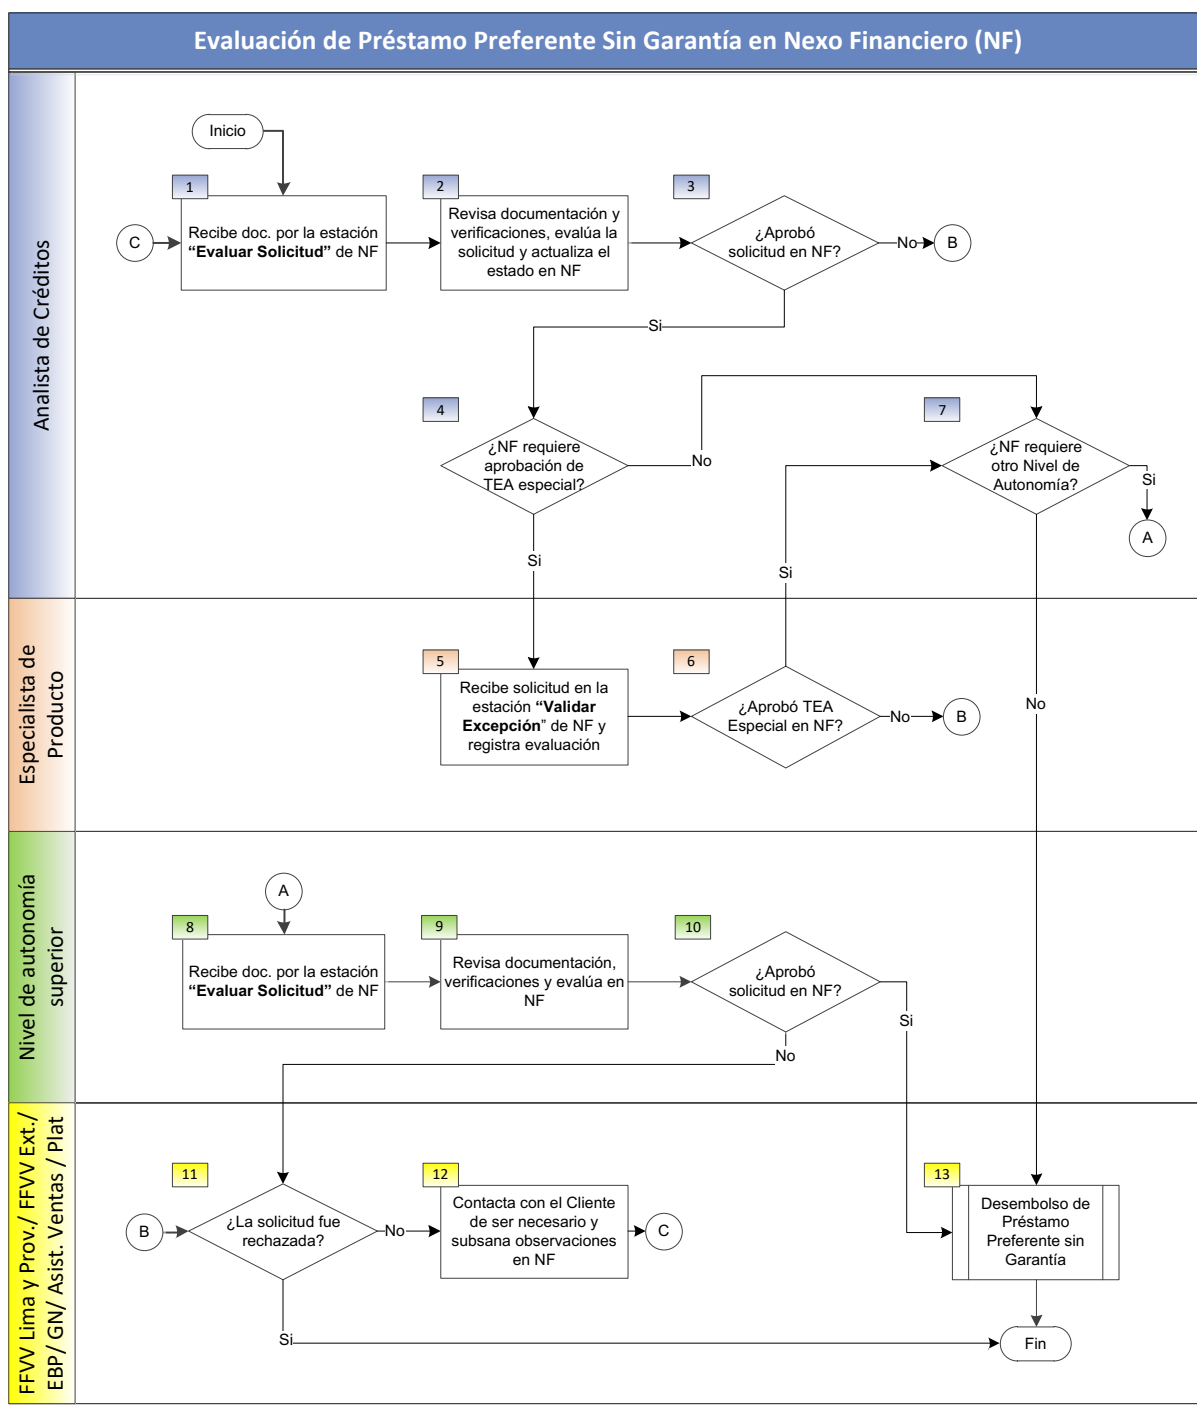 Evaluación de Préstamo Preferente Sin Garantía en Nexo Financiero (NF)
Analista de Créditos
Inicio
1
2
3
C
Recibe doc. por la estación
“Evaluar Solicitud” de NF
Revisa documentación y
verificaciones, evalúa la
solicitud y actualiza el
estado en NF
¿Aprobó
solicitud en NF?
No
B
Si
4
7
¿NF requiere
aprobación de
TEA especial?
No
¿NF requiere
otro Nivel de
Autonomía?
Si
A
Si
Si
Especialista de
Producto
5
6
Recibe solicitud en la
estación “Validar
Excepción” de NF y
registra evaluación
¿Aprobó TEA
Especial en NF?
No
B
No
Nivel de autonomía
superior
A
8
9
10
Recibe doc. por la estación
“Evaluar Solicitud” de NF
Revisa documentación,
verificaciones y evalúa en
NF
¿Aprobó
solicitud en NF?
Si
No
FFVV Lima y Prov./ FFVV Ext./
EBP/ GN/ Asist. Ventas / Plat
11
12
13
B
¿La solicitud fue
rechazada?
No
Contacta con el Cliente
de ser necesario y
subsana observaciones
en NF
C
Desembolso de
Préstamo
Preferente sin
Garantía
Si
Fin